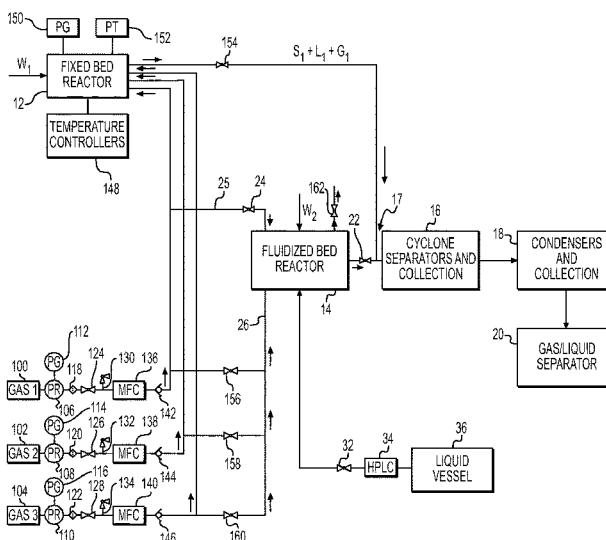 150
PG
PT
152
154
S1 + L1 + G1
W1
FIXED BED
REACTOR
12
TEMPERATURE
CONTROLLERS
148
25
24
162
W2
22
17
16
FLUIDIZED BED
REACTOR
14
CYCLONE
SEPARATORS AND
COLLECTION
18
CONDENSERS
AND
COLLECTION
26
20
GAS/LIQUID
SEPARATOR
112
PG
100
118
124
130
136
GAS 1
PR
MFC
106
142
156
114
PG
102
120
126
132
138
GAS 2
PR
MFC
108
144
158
116
PG
104
122
128
134
140
GAS 3
PR
MFC
110
146
160
32
34
HPLC
36
LIQUID
VESSEL